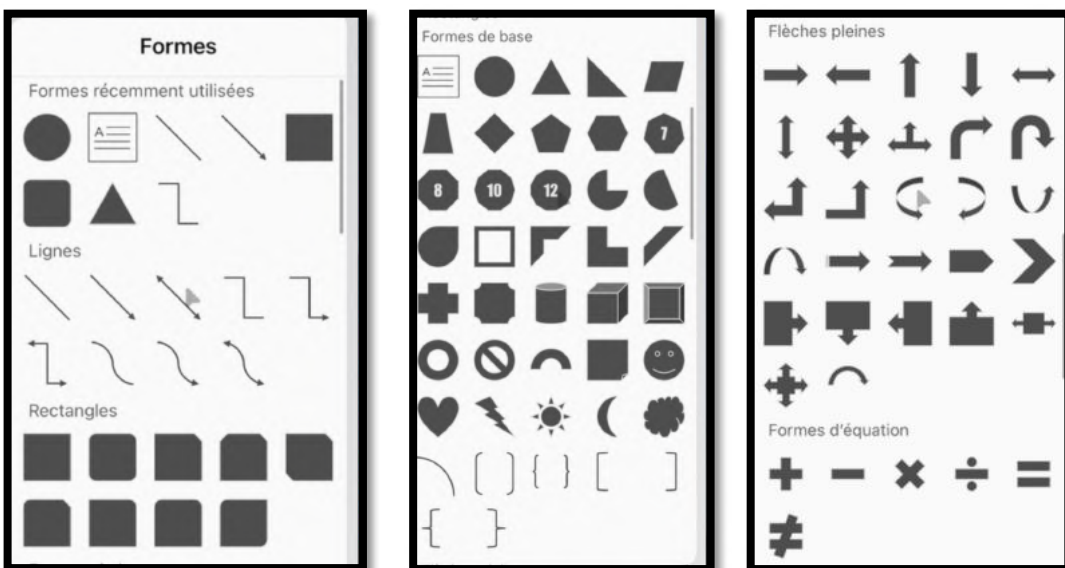 Formes
Formes récemment utilisées
A
Lignes
Rectangles
Formes de base
A
7
8
10
12
Flèches pleines
Formes d'équation